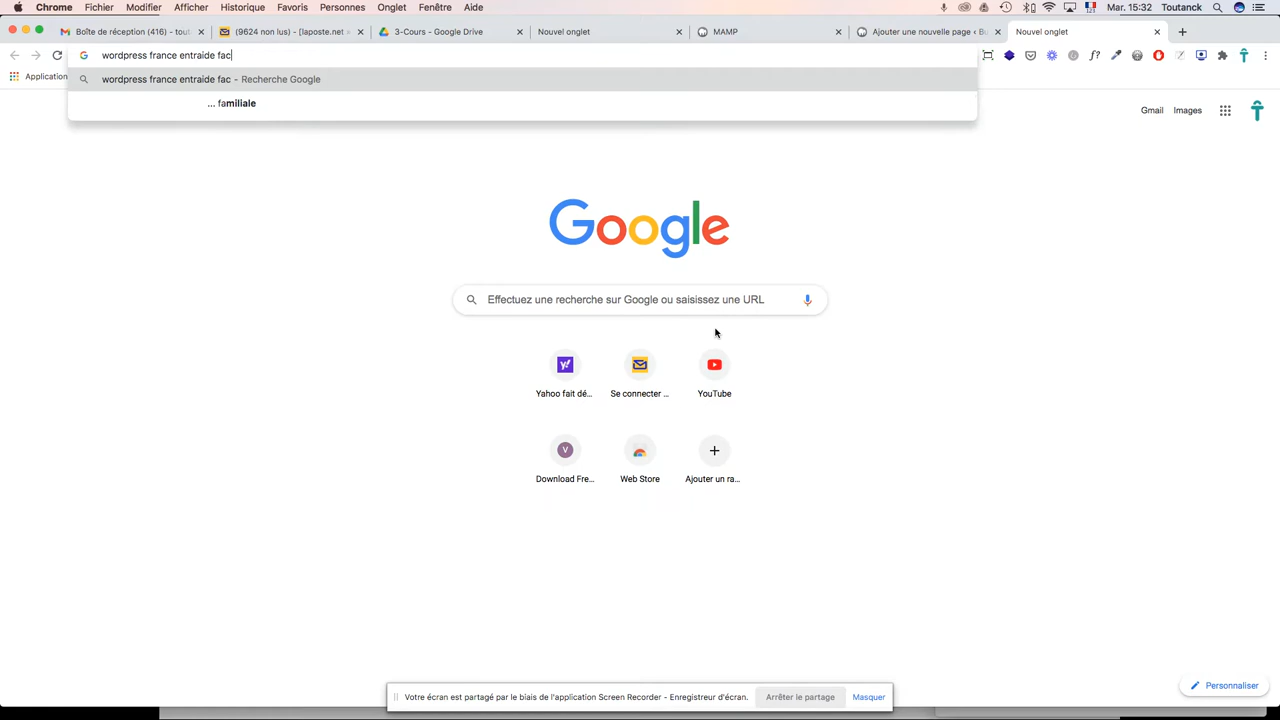 Chrome Fichier Modifier Afficher Historique Favoris Personnes Onglet Fenêtre Aide Mar. 15:32 Toutanck
Boîte de réception (416) - tout (9624 non lus) - [laposte.net 3-Cours - Google Drive Nouvel onglet MAMP Ajouter une nouvelle page ‹ B Nouvel onglet
wordpress france entraide fac
Application
wordpress france entraide fac - Recherche Google
... familiale
Gmail Images
Google
Effectuez une recherche sur Google ou saisissez une URL
Yahoo fait dé... Se connecter ... YouTube
V
Download Fre... Web Store Ajouter un ra...
Personnaliser
Votre écran est partagé par le biais de l'application Screen Recorder - Enregistreur d'écran. Arrêter le partage Masquer